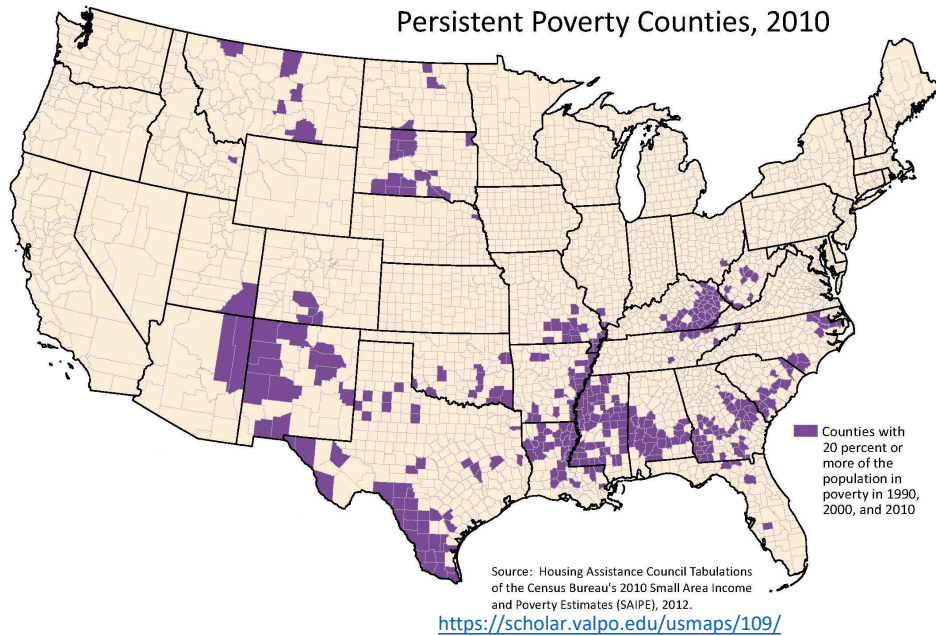 Persistent Poverty Counties, 2010
Counties with
20 percent or
more of the
population in
poverty in 1990,
2000, and 2010
Source: Housing Assistance Council Tabulations
of the Census Bureau's 2010 Small Area Income
and Poverty Estimates (SAIPE), 2012.
https://scholar.valpo.edu/usmaps/109/